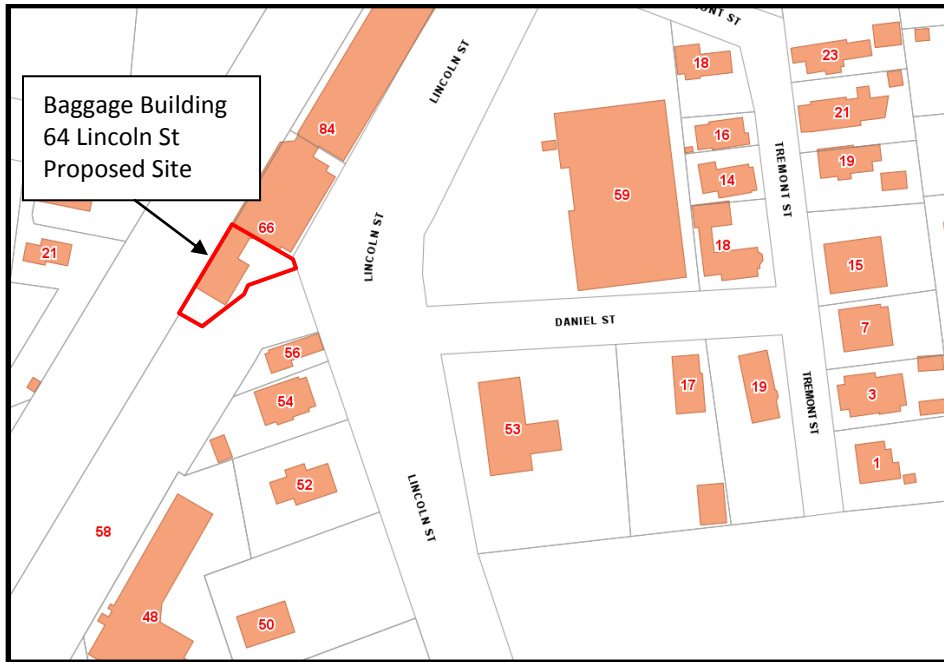 Baggage Building
64 Lincoln St
Proposed Site
ONT ST
LINCOLN ST
18
23
84
21
16
TREMONT ST
19
14
59
66
LINCOLN ST
18
21
15
DANIEL ST
7
56
17
19
TREMONT ST
3
54
53
1
52
LINCOLN ST
58
48
50